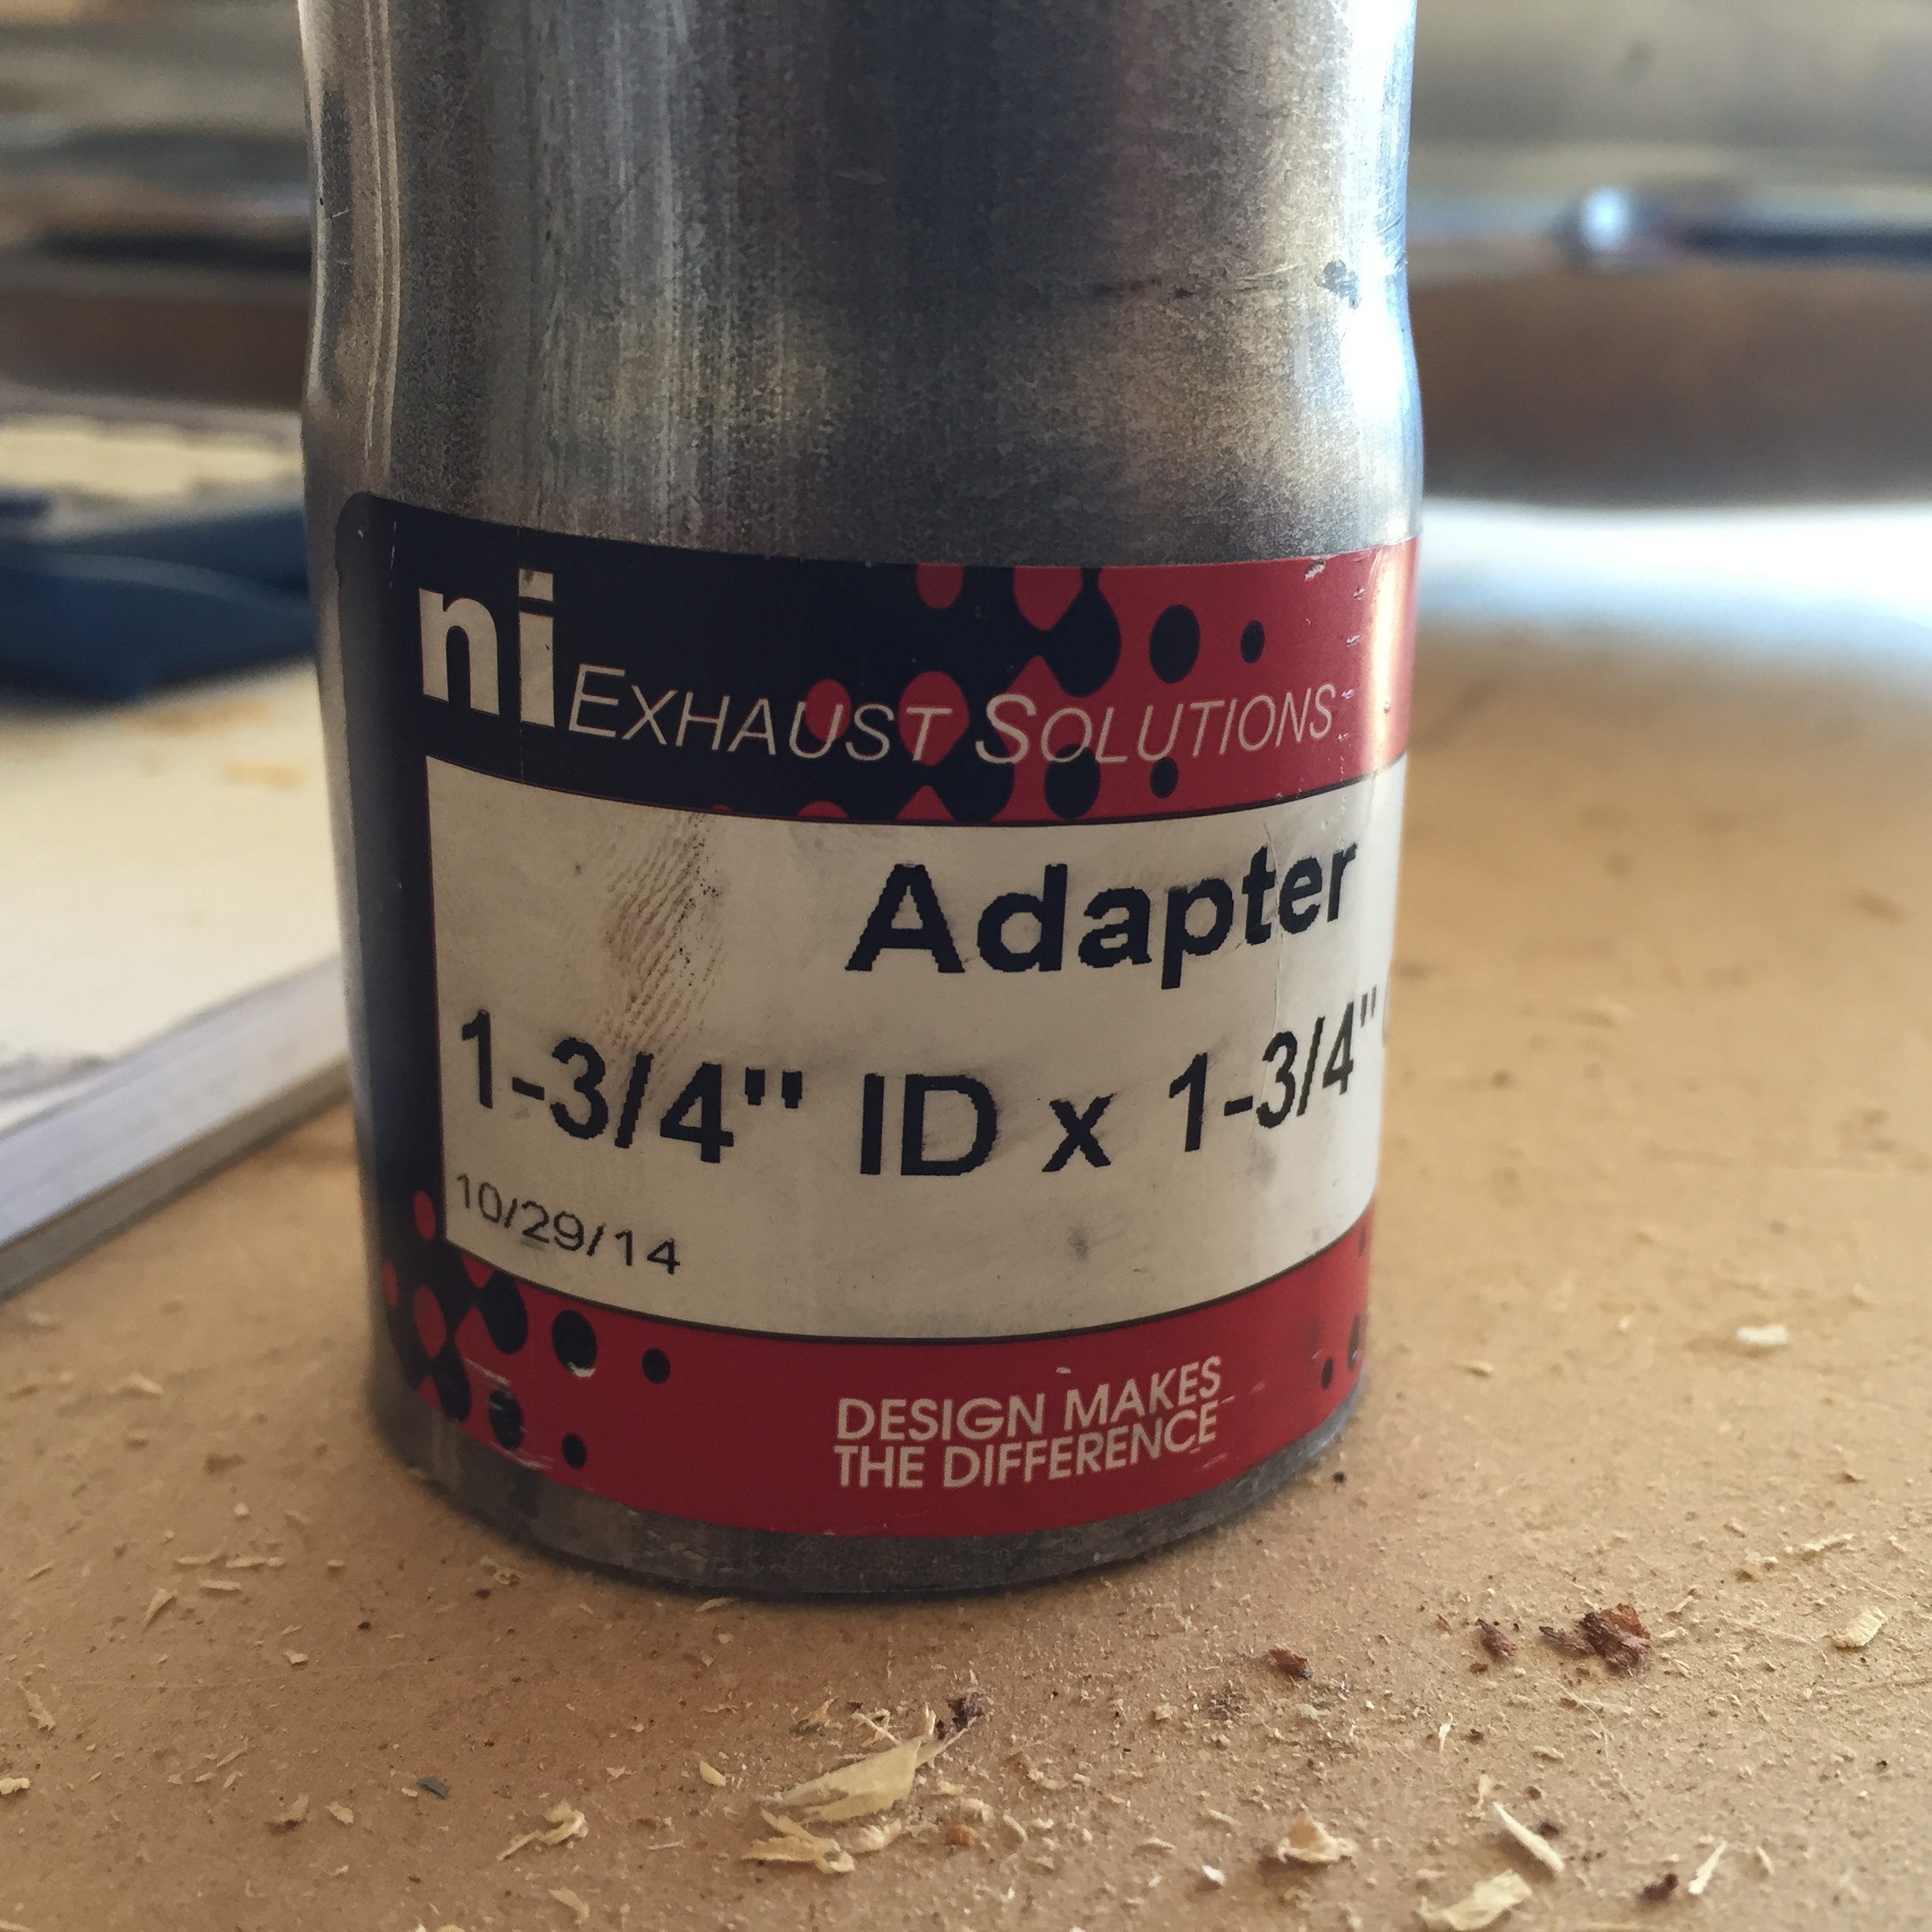 ni EXHAUST SOLUTIONS
Adapter
1-3/4" ID x 1-3/4"
10/29/14
DESIGN MAKES
THE DIFFERENCE